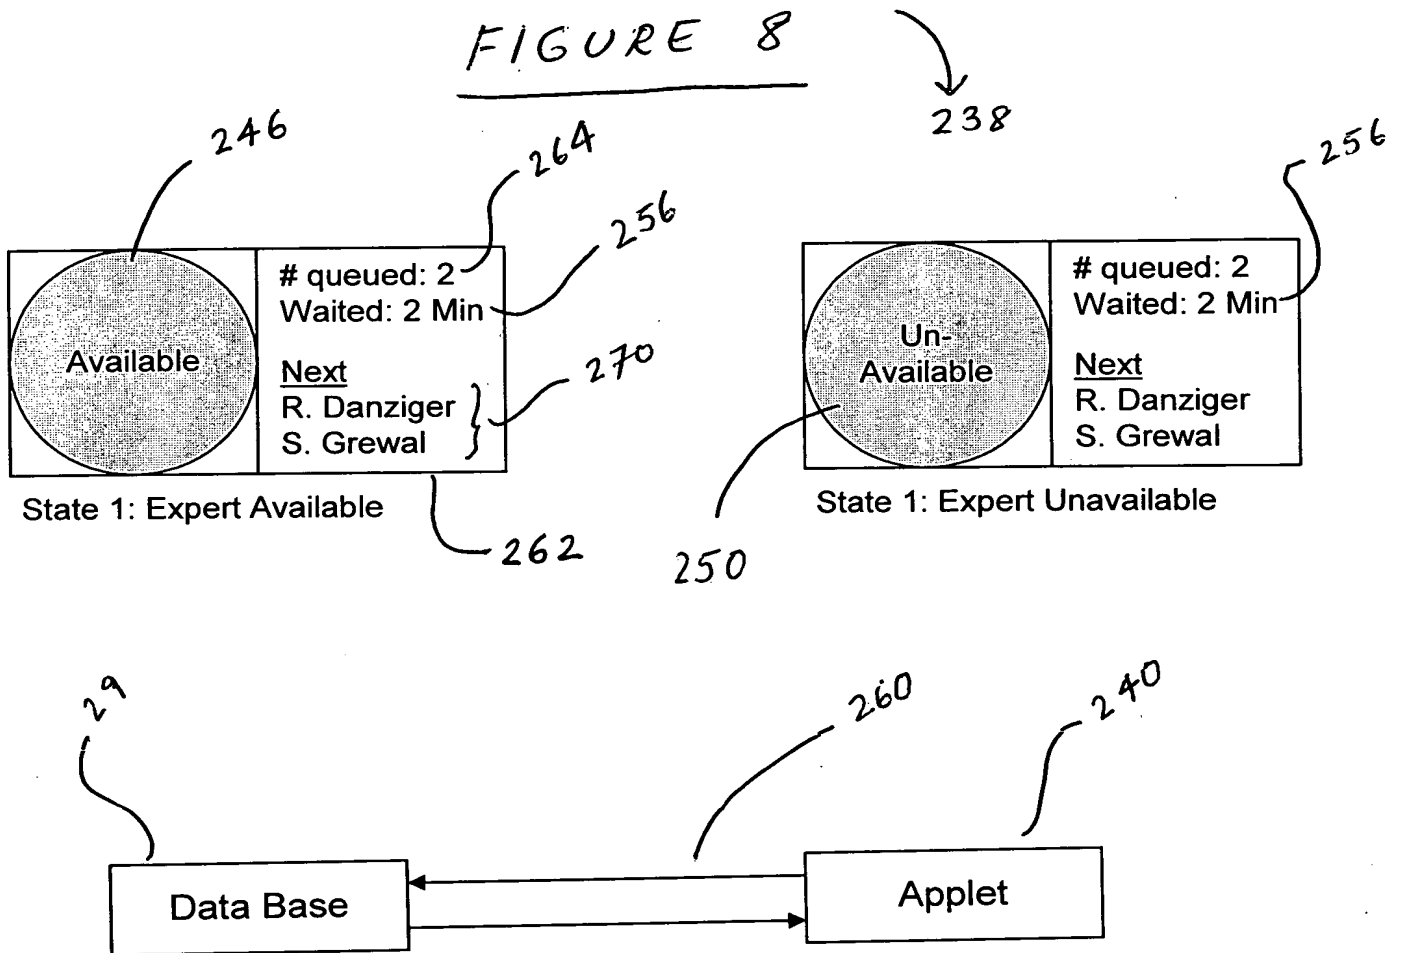 FIGURE 8
238
246
264
256
256
# queued: 2
Waited: 2 Min
Available
Next
R. Danziger
S. Grewal
270
State 1: Expert Available
262
# queued: 2
Waited: 2 Min
Un-
Available
Next
R. Danziger
S. Grewal
State 1: Expert Unavailable
250
29
260
240
Data Base
Applet